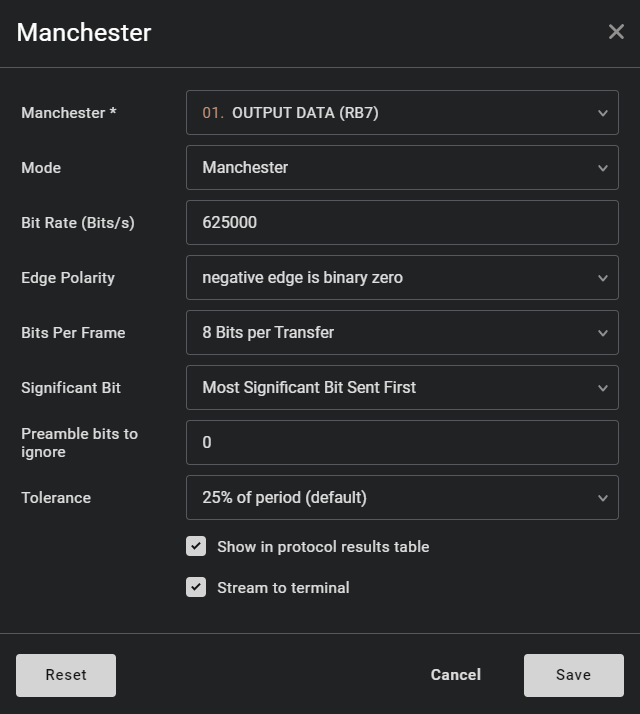 Manchester
Manchester * 01. OUTPUT DATA (RB7)
Mode Manchester
Bit Rate (Bits/s) 625000
Edge Polarity negative edge is binary zero
Bits Per Frame 8 Bits per Transfer
Significant Bit Most Significant Bit Sent First
Preamble bits to
ignore 0
Tolerance 25% of period (default)
Show in protocol results table
Stream to terminal
Reset Cancel Save